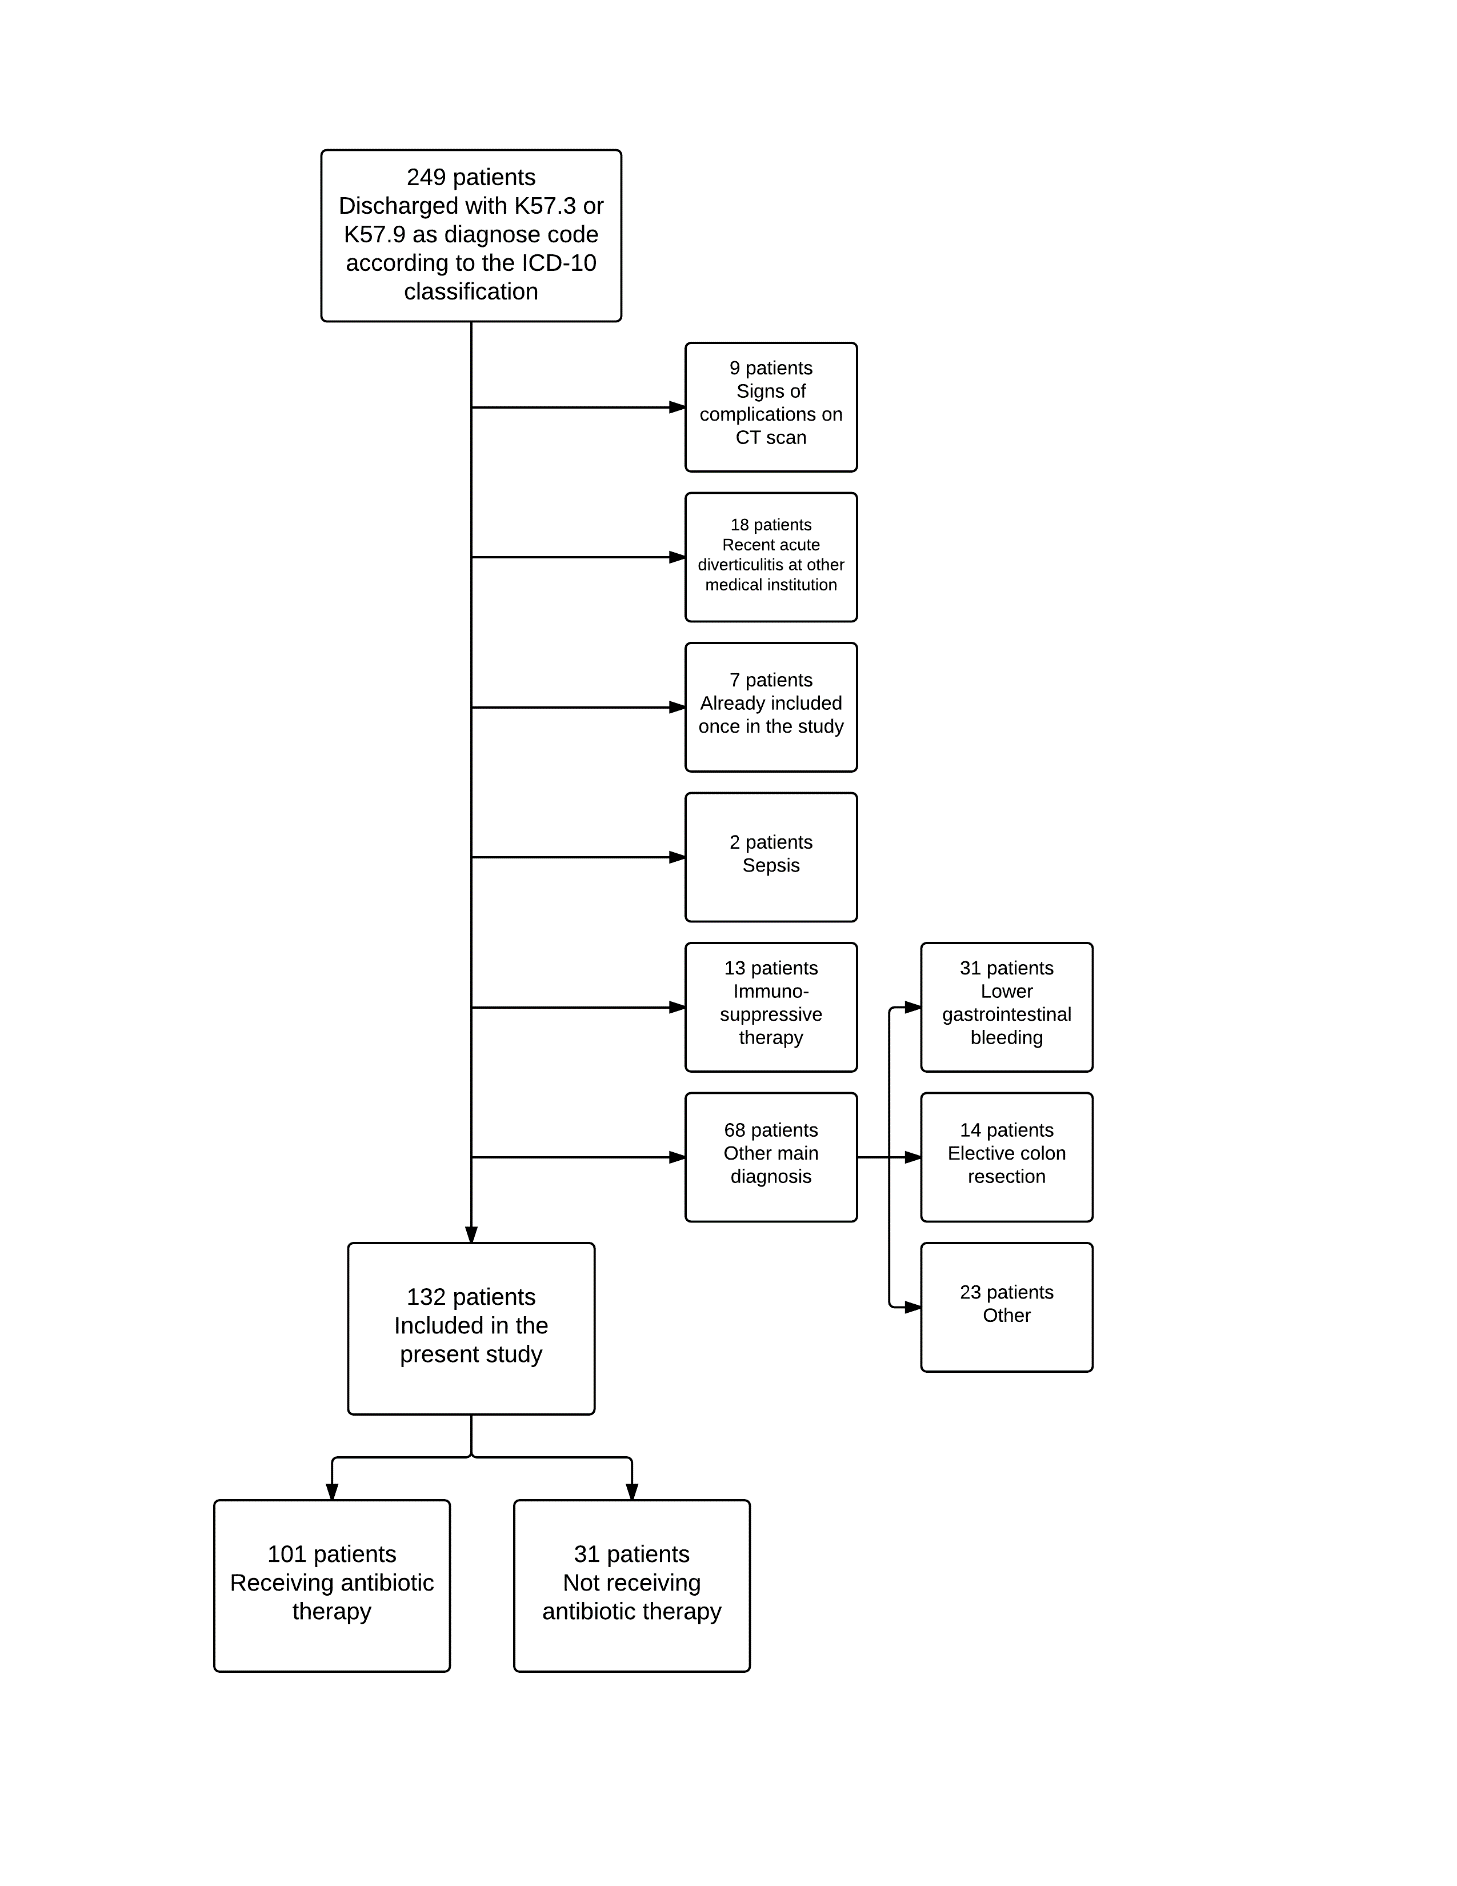 249 patients
Discharged with K57.3 or
K57.9 as diagnose code
according to the ICD-10
classification
9 patients
Signs of
complications on
CT scan
18 patients
Recent acute
diverticulitis at other
medical institution
7 patients
Already included
once in the study
2 patients
Sepsis
13 patients
Immuno-
suppressive
therapy
31 patients
Lower
gastrointestinal
bleeding
68 patients
Other main
diagnosis
14 patients
Elective colon
resection
23 patients
Other
132 patients
Included in the
present study
101 patients
Receiving antibiotic
therapy
31 patients
Not receiving
antibiotic therapy